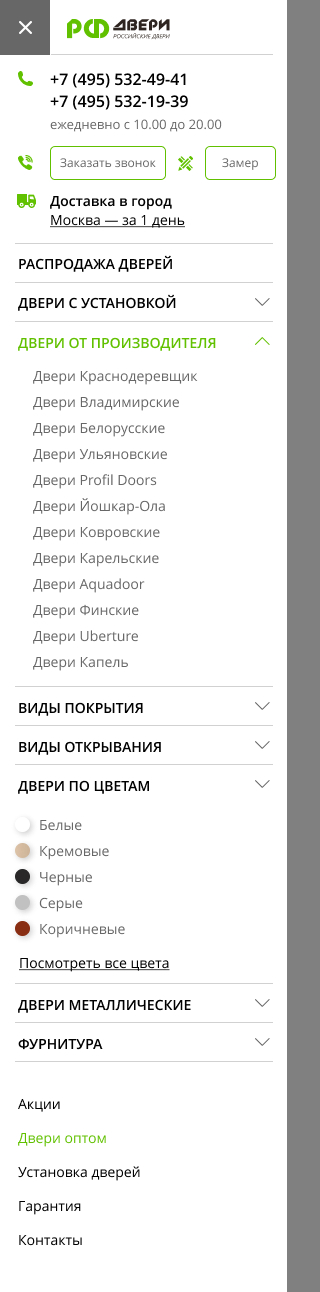 РФ ДВЕРИ
РОССИЙСКИЕ ДВЕРИ
+7 (495) 532-49-41
+7 (495) 532-19-39
ежедневно с 10.00 до 20.00
Заказать звонок
Замер
Доставка в город
Москва — за 1 день
РАСПРОДАЖА ДВЕРЕЙ
ДВЕРИ С УСТАНОВКОЙ
ДВЕРИ ОТ ПРОИЗВОДИТЕЛЯ
Двери Краснодеревщик
Двери Владимирские
Двери Белорусские
Двери Ульяновские
Двери Profil Doors
Двери Йошкар-Ола
Двери Ковровские
Двери Карельские
Двери Aquadoor
Двери Финские
Двери Uberture
Двери Капель
ВИДЫ ПОКРЫТИЯ
ВИДЫ ОТКРЫВАНИЯ
ДВЕРИ ПО ЦВЕТАМ
Белые
Кремовые
Черные
Серые
Коричневые
Посмотреть все цвета
ДВЕРИ МЕТАЛЛИЧЕСКИЕ
ФУРНИТУРА
Акции
Двери оптом
Установка дверей
Гарантия
Контакты